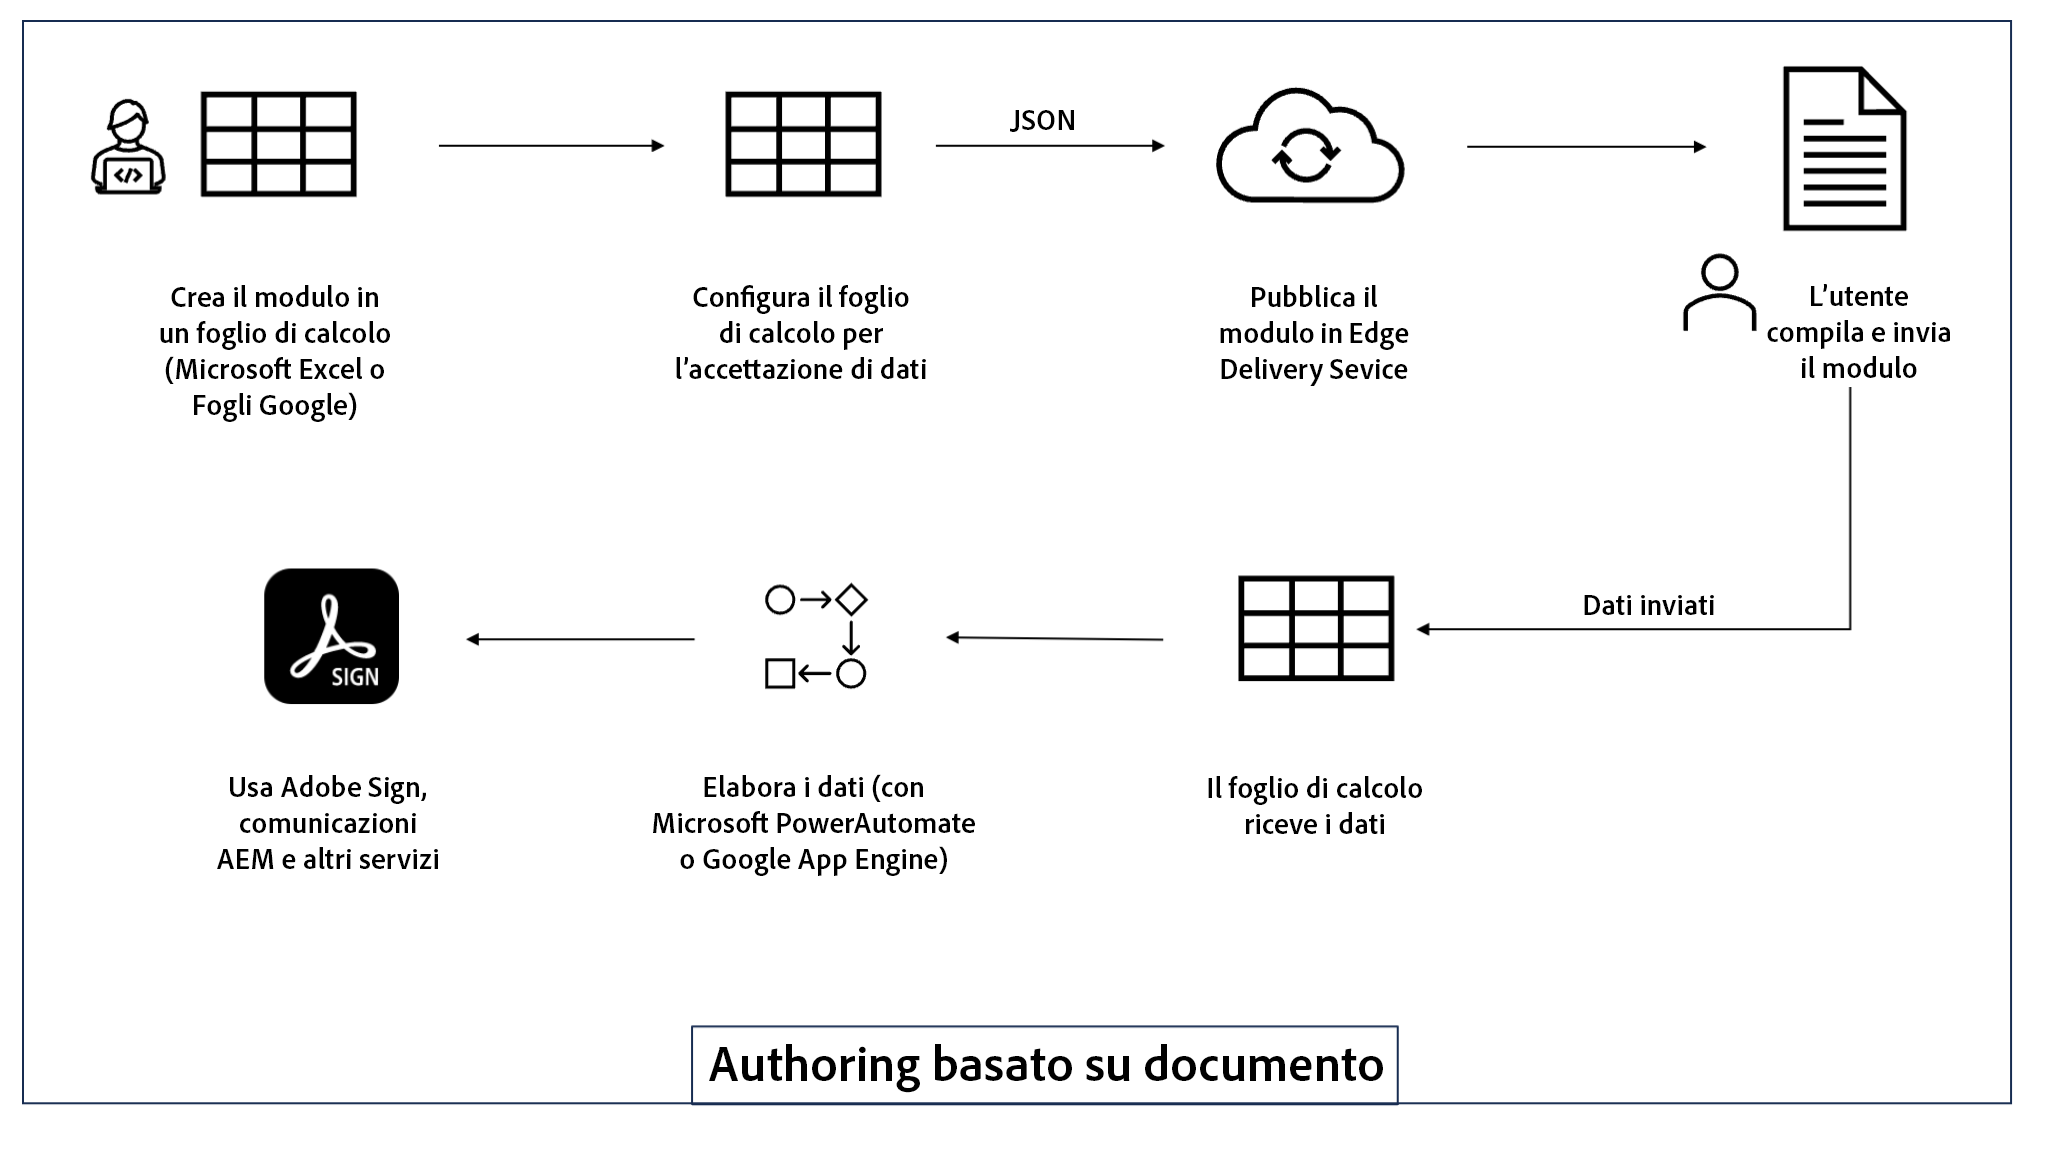 JSON
</>
Crea il modulo in
un foglio di calcolo
(Microsoft Excel o
Fogli Google)
Configura il foglio
di calcolo per
l’accettazione di dati
Pubblica il
modulo in Edge
Delivery Sevice
L’utente
compila e invia
il modulo
Dati inviati
SIGN
Usa Adobe Sign,
comunicazioni
AEM e altri servizi
Elabora i dati (con
Microsoft PowerAutomate
o Google App Engine)
Il foglio di calcolo
riceve i dati
Authoring basato su documento